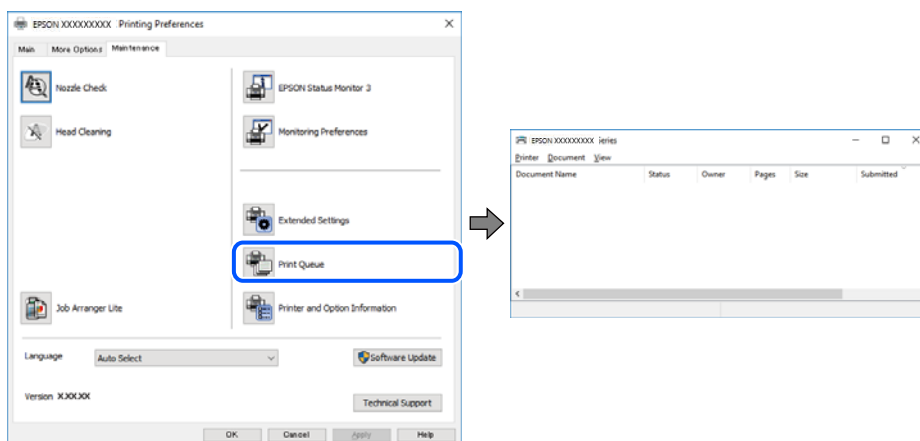 EPSON XXXXXXXXX Printing Preferences
Main More Options Maintenance
Nozzle Check
Head Cleaning
Job Arranger Lite
EPSON Status Monitor 3
Monitoring Preferences
Extended Settings
Print Queue
Printer and Option Information
Language Auto Select Software Update
Version X.XX.XX
Technical Support
OK Cancel Apply Help
EPSON XXXXXXXXX ieries
Printer Document View
Document Name Status Owner Pages Size Submitted